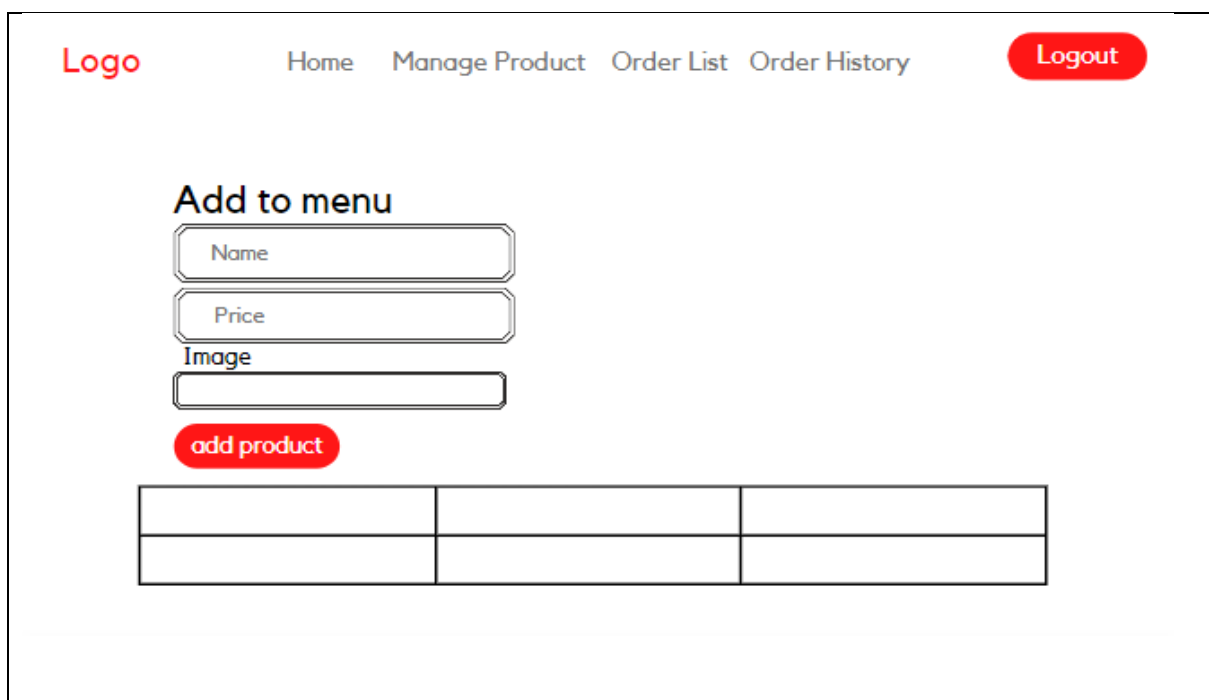 Logo Home Manage Product Order List Order History Logout
Add to menu
Name
Price
Image
add product